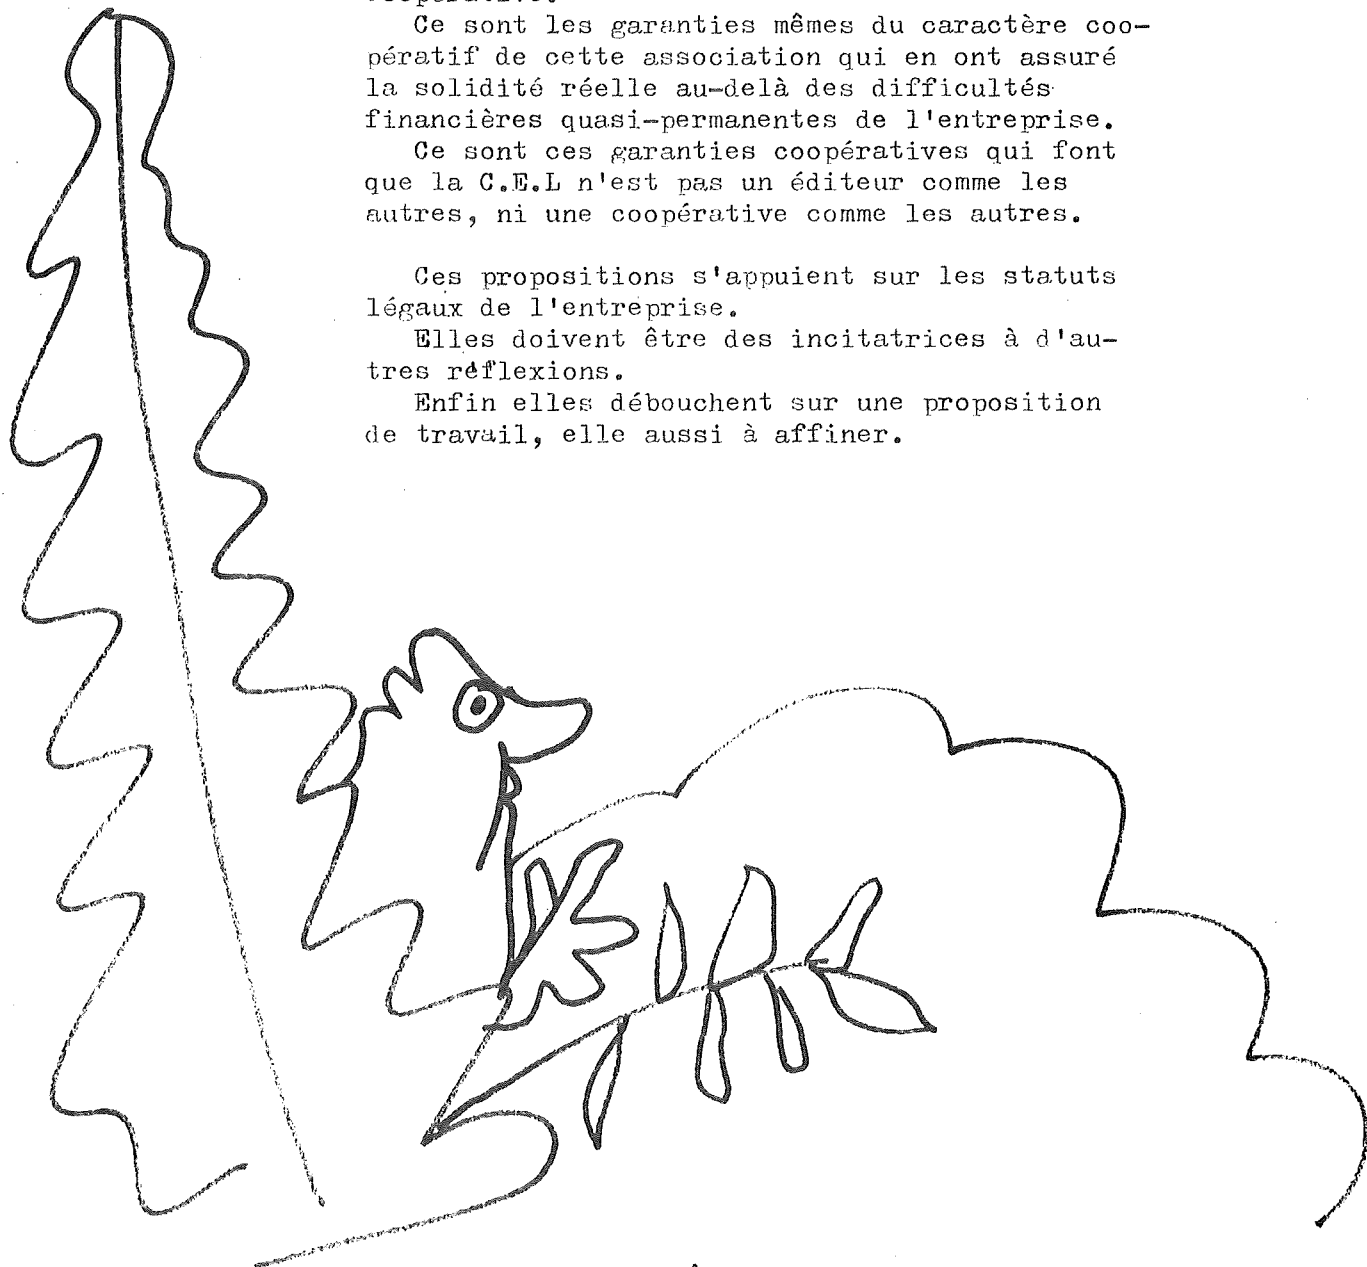 Ce sont les garanties mêmes du caractère coo-
pératif de cette association qui en ont assuré
la solidité réelle au-delà des difficultés
financières quasi-permanentes de l'entreprise.
Ce sont ces garanties coopératives qui font
que la C.E.L n'est pas un éditeur comme les
autres, ni une coopérative comme les autres.
Ces propositions s'appuient sur les statuts
légaux de l'entreprise.
Elles doivent être des incitatrices à d'au-
tres réflexions.
Enfin elles débouchent sur une proposition
de travail, elle aussi à affiner.